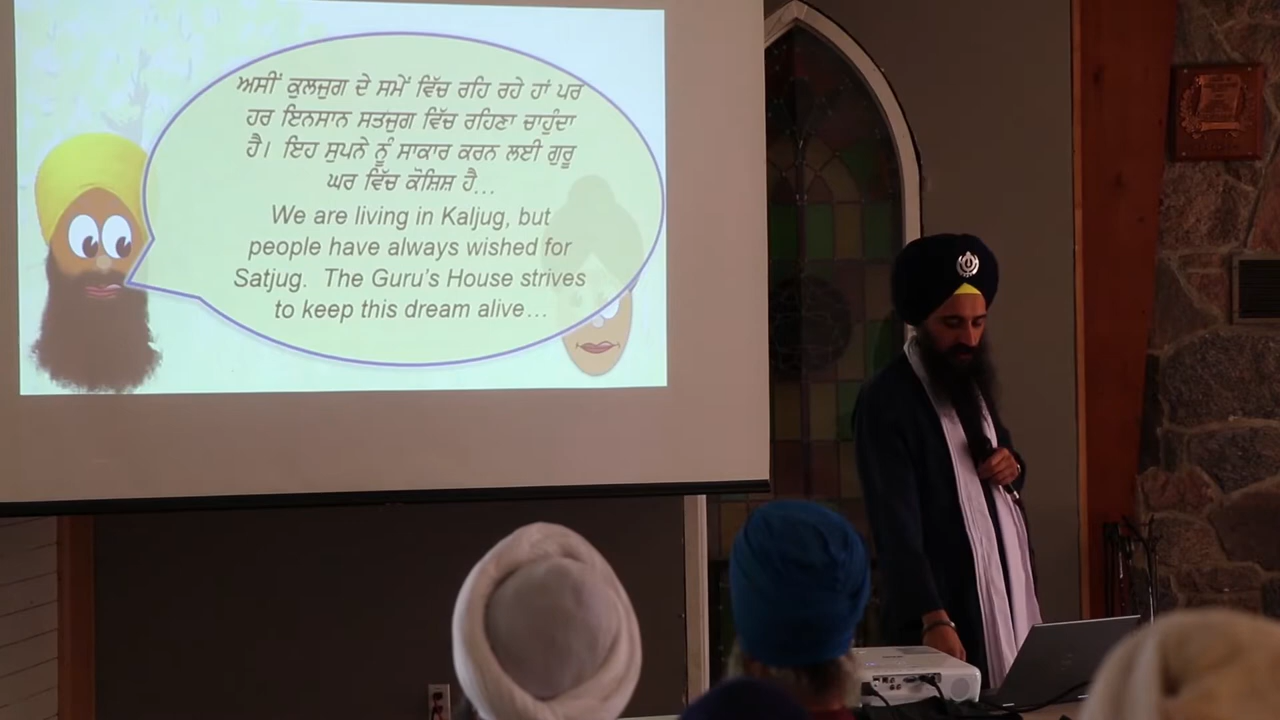 ਅਸੀਂ ਕੁਲਜੁਗ ਦੇ ਸਮੇਂ ਵਿੱਚ ਰਹਿ ਰਹੇ ਹਾਂ ਪਰ
ਹਰ ਇਨਸਾਨ ਸਤਜੁਗ ਵਿੱਚ ਰਹਿਣਾ ਚਾਹੁੰਦਾ
ਹੈ। ਇਹ ਸੁਪਨੇ ਨੂੰ ਸਾਕਾਰ ਕਰਨ ਲਈ ਗੁਰੂ
ਘਰ ਵਿੱਚ ਕੋਸ਼ਿਸ਼ ਹੈ...
We are living in Kaljug, but
people have always wished for
Satjug. The Guru's House strives
to keep this dream alive...